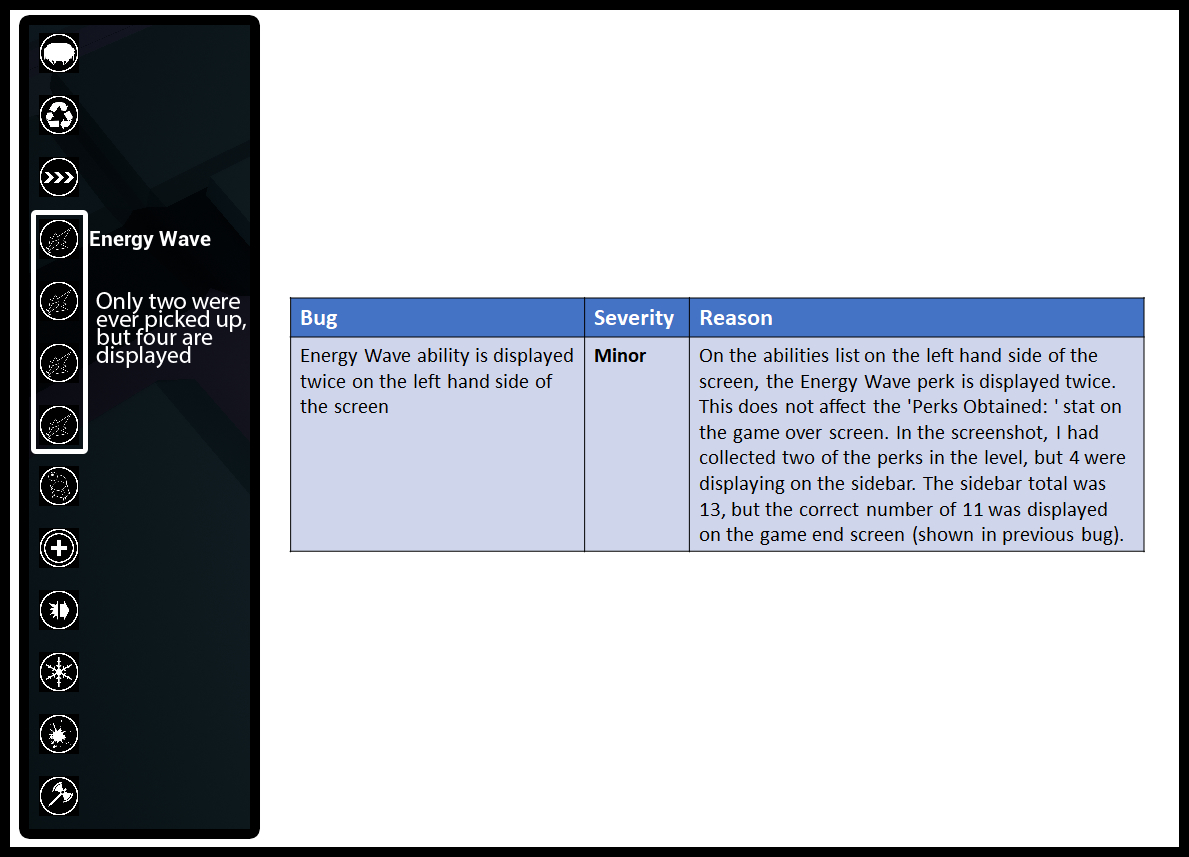 Energy Wave
Only two were
ever picked up,
but four are
displayed
Bug
Severity
Reason
Energy Wave ability is displayed
twice on the left hand side of
the screen
Minor
On the abilities list on the left hand side of the
screen, the Energy Wave perk is displayed twice.
This does not affect the 'Perks Obtained: ' stat on
the game over screen. In the screenshot, I had
collected two of the perks in the level, but 4 were
displaying on the sidebar. The sidebar total was
13, but the correct number of 11 was displayed
on the game end screen (shown in previous bug).